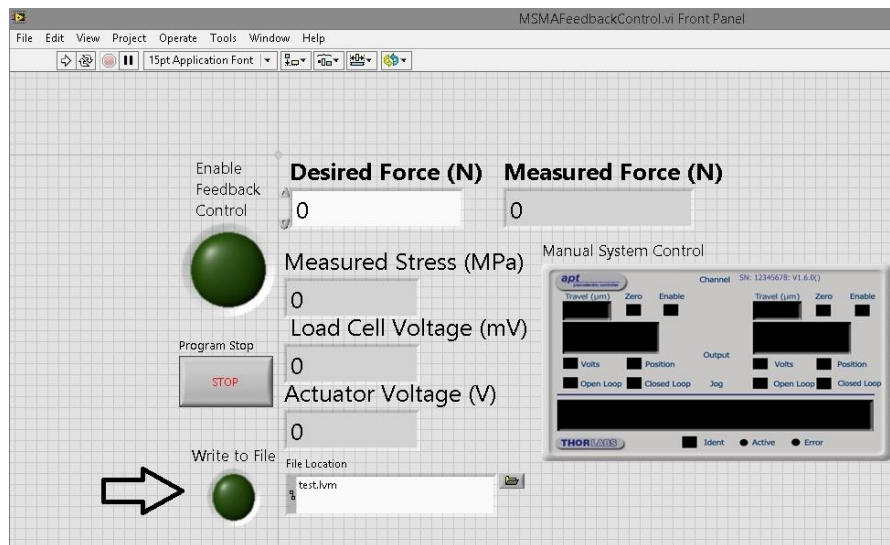 MSMAFeedbackControl.vi Front Panel
File Edit View Project Operate Tools Window Help
15pt Application Font
Enable
Feedback
Control
Desired Force (N)
0
Measured Force (N)
0
Measured Stress (MPa)
0
Load Cell Voltage (mV)
0
Program Stop
STOP
Actuator Voltage (V)
0
Write to File
File Location
test.lvm
Manual System Control
apt
Channel SN: 12345678: V1.6.0()
Travel (µm) Zero Enable Travel (µm) Zero Enable
Output
Volts Position Volts Position
Open Loop Closed Loop Jog Open Loop Closed Loop
THORLABS Ident Active Error